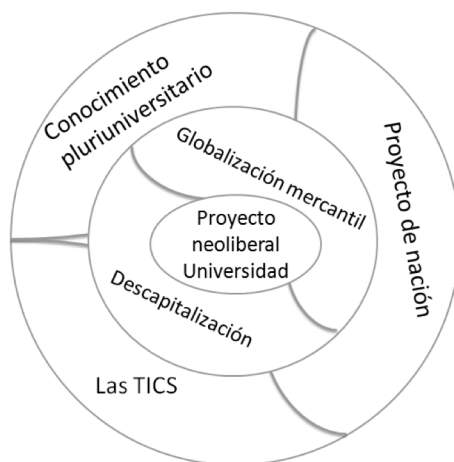 Conocimiento
pluriuniversitario
Globalización mercantil
Proyecto de nación
Proyecto
neoliberal
Universidad
Descapitalización
Las TICS